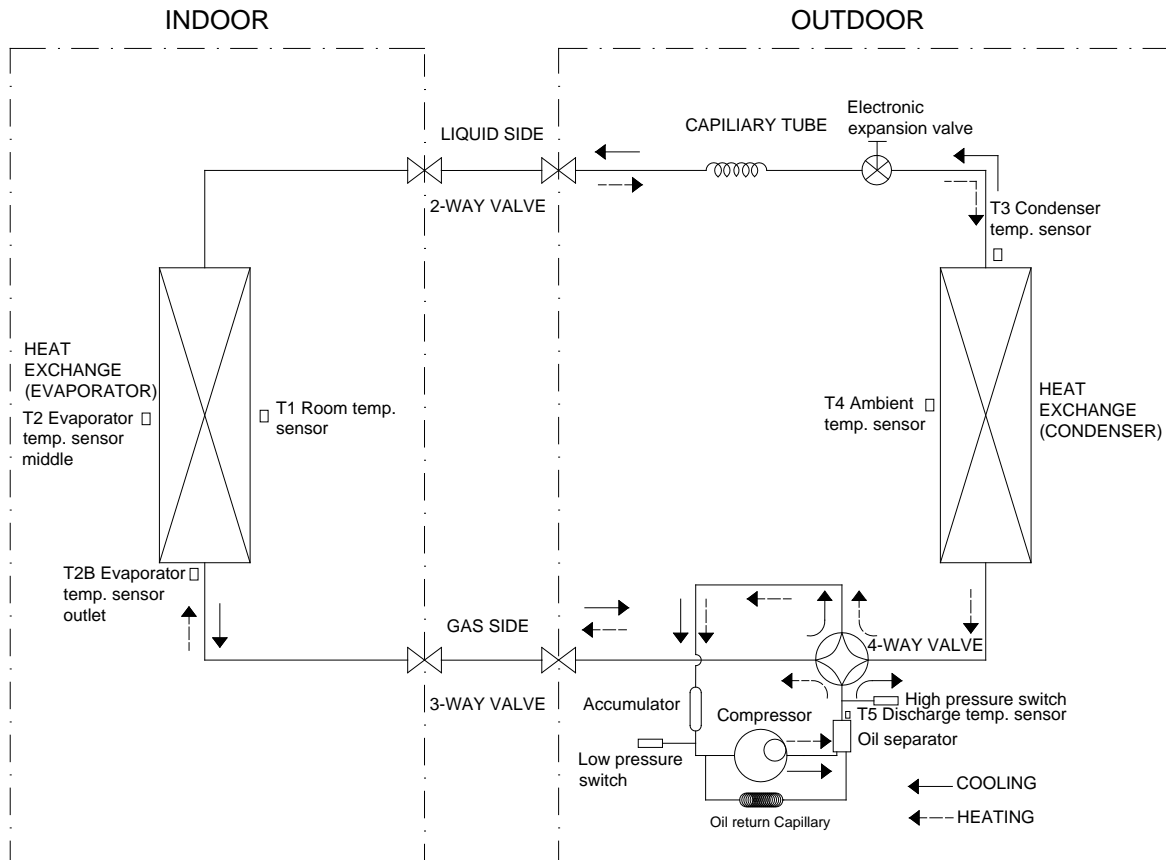 INDOOR
OUTDOOR
LIQUID SIDE
CAPILIARY TUBE
Electronic
expansion valve
2-WAY VALVE
T3 Condenser
temp. sensor
HEAT
EXCHANGE
(EVAPORATOR)
T2 Evaporator
temp. sensor
middle
T1 Room temp.
sensor
T4 Ambient
temp. sensor
HEAT
EXCHANGE
(CONDENSER)
T2B Evaporator
temp. sensor
outlet
GAS SIDE
4-WAY VALVE
3-WAY VALVE
Accumulator
Compressor
High pressure switch
T5 Discharge temp. sensor
Oil separator
Low pressure
switch
Oil return Capillary
COOLING
HEATING